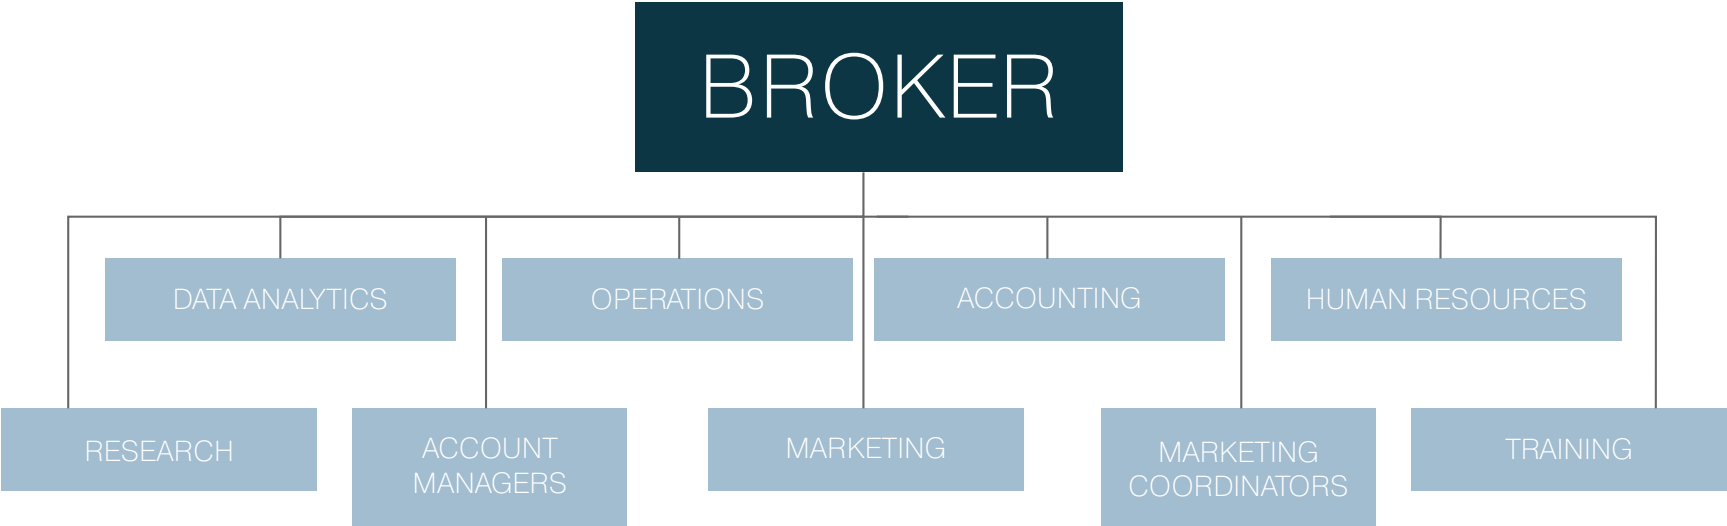 BROKER
DATA ANALYTICS
OPERATIONS
ACCOUNTING
HUMAN RESOURCES
RESEARCH
ACCOUNT
MANAGERS
MARKETING
MARKETING
COORDINATORS
TRAINING